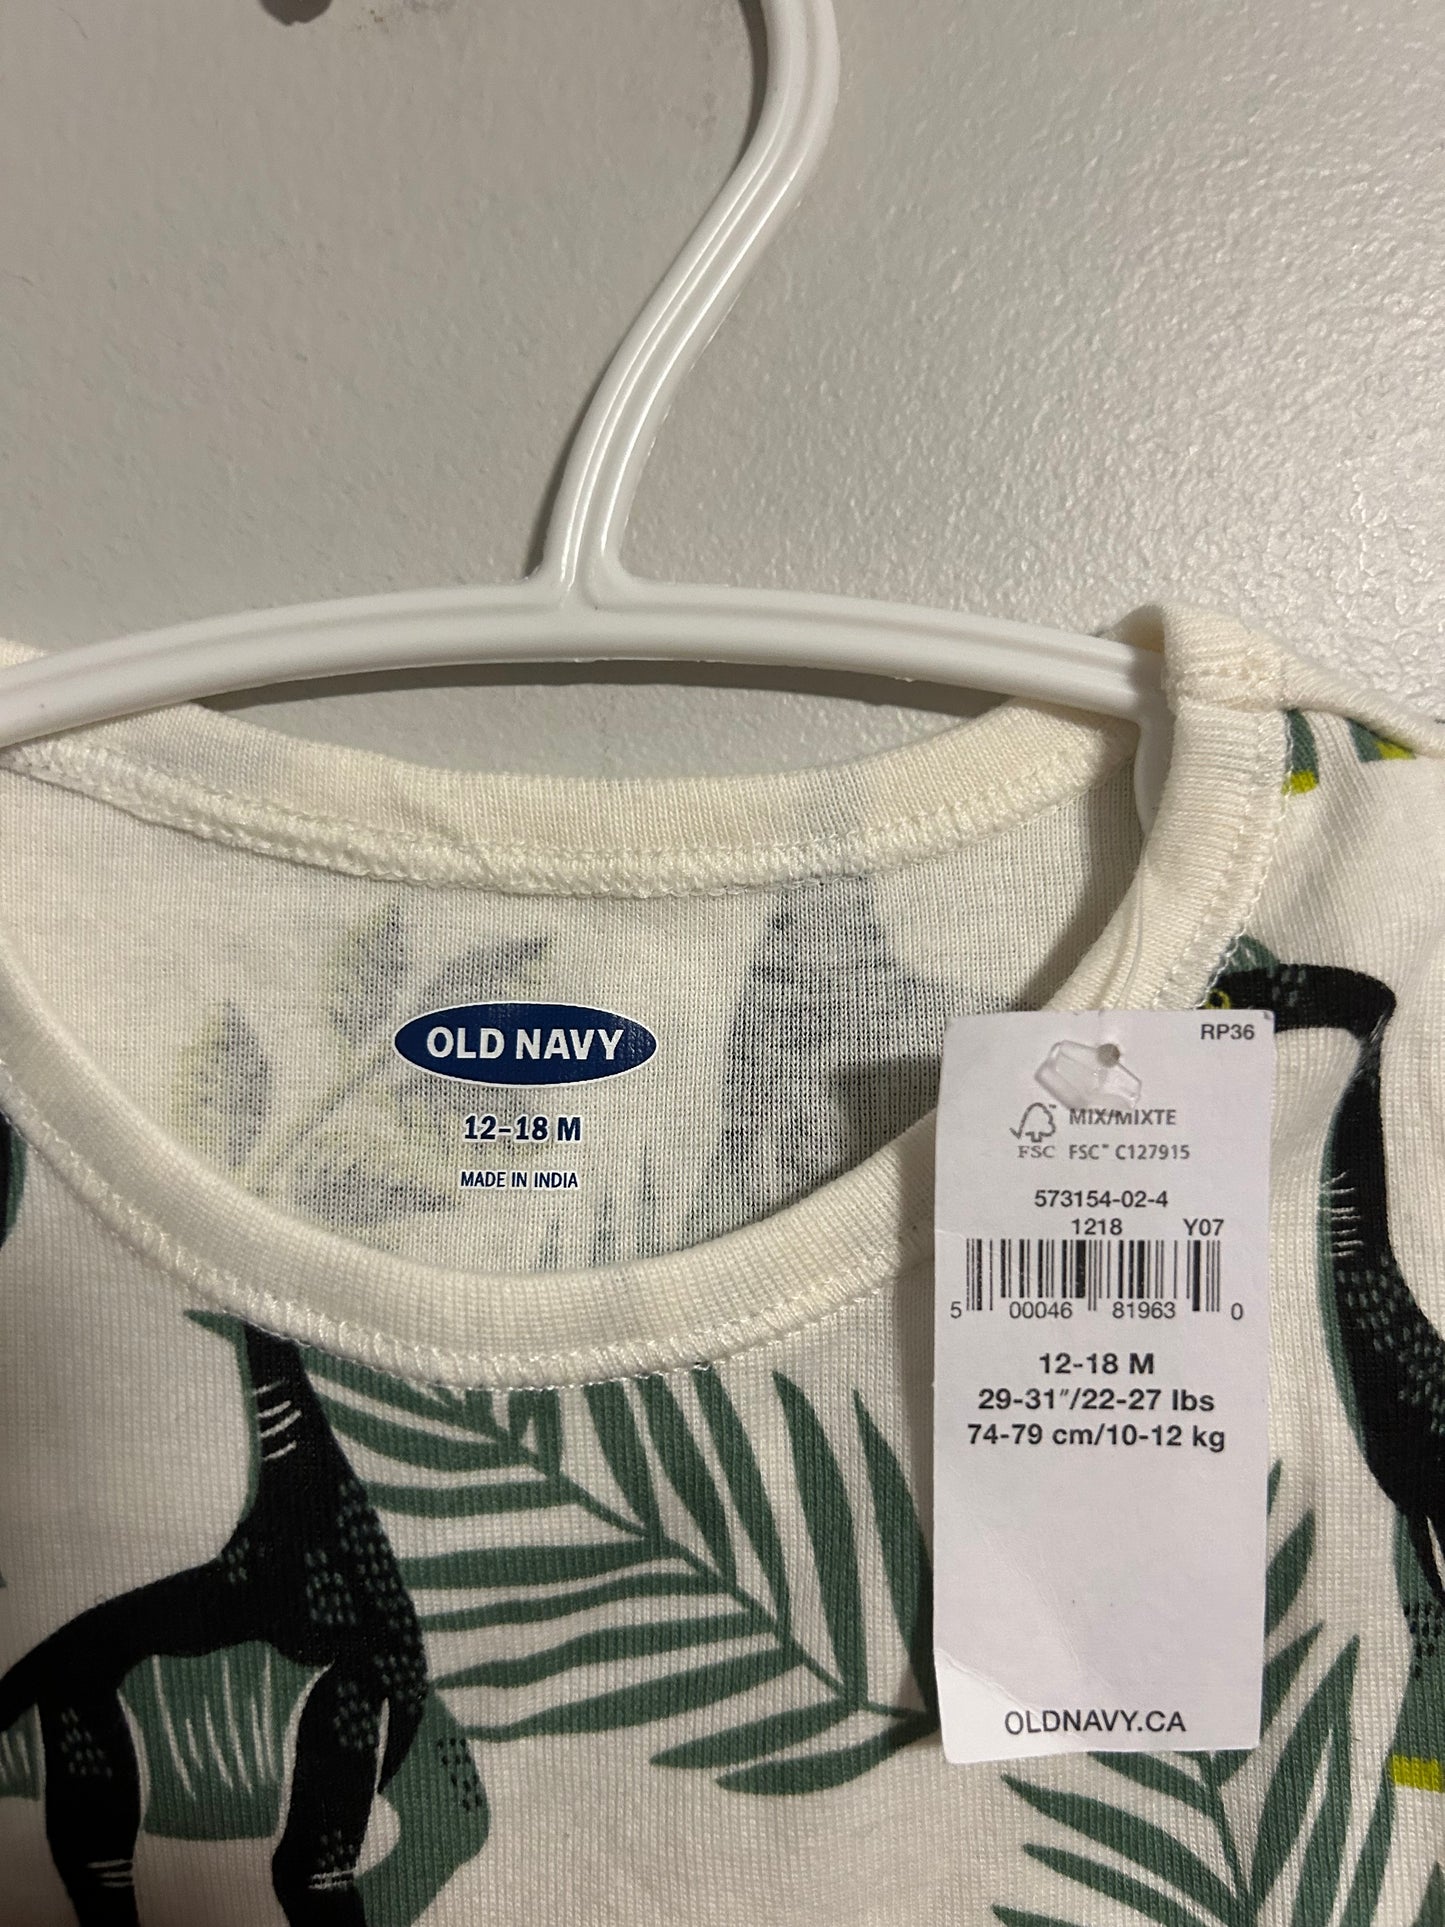 OLD NAVY
12-18 M
MADE IN INDIA
RP36
MIX/MIXTE
FSC FSC™ C127915
573154-02-4
1218 Y07
5 00046 81963 0
12-18 M
29-31"/22-27 lbs
74-79 cm/10-12 kg
OLDNAVY.CA